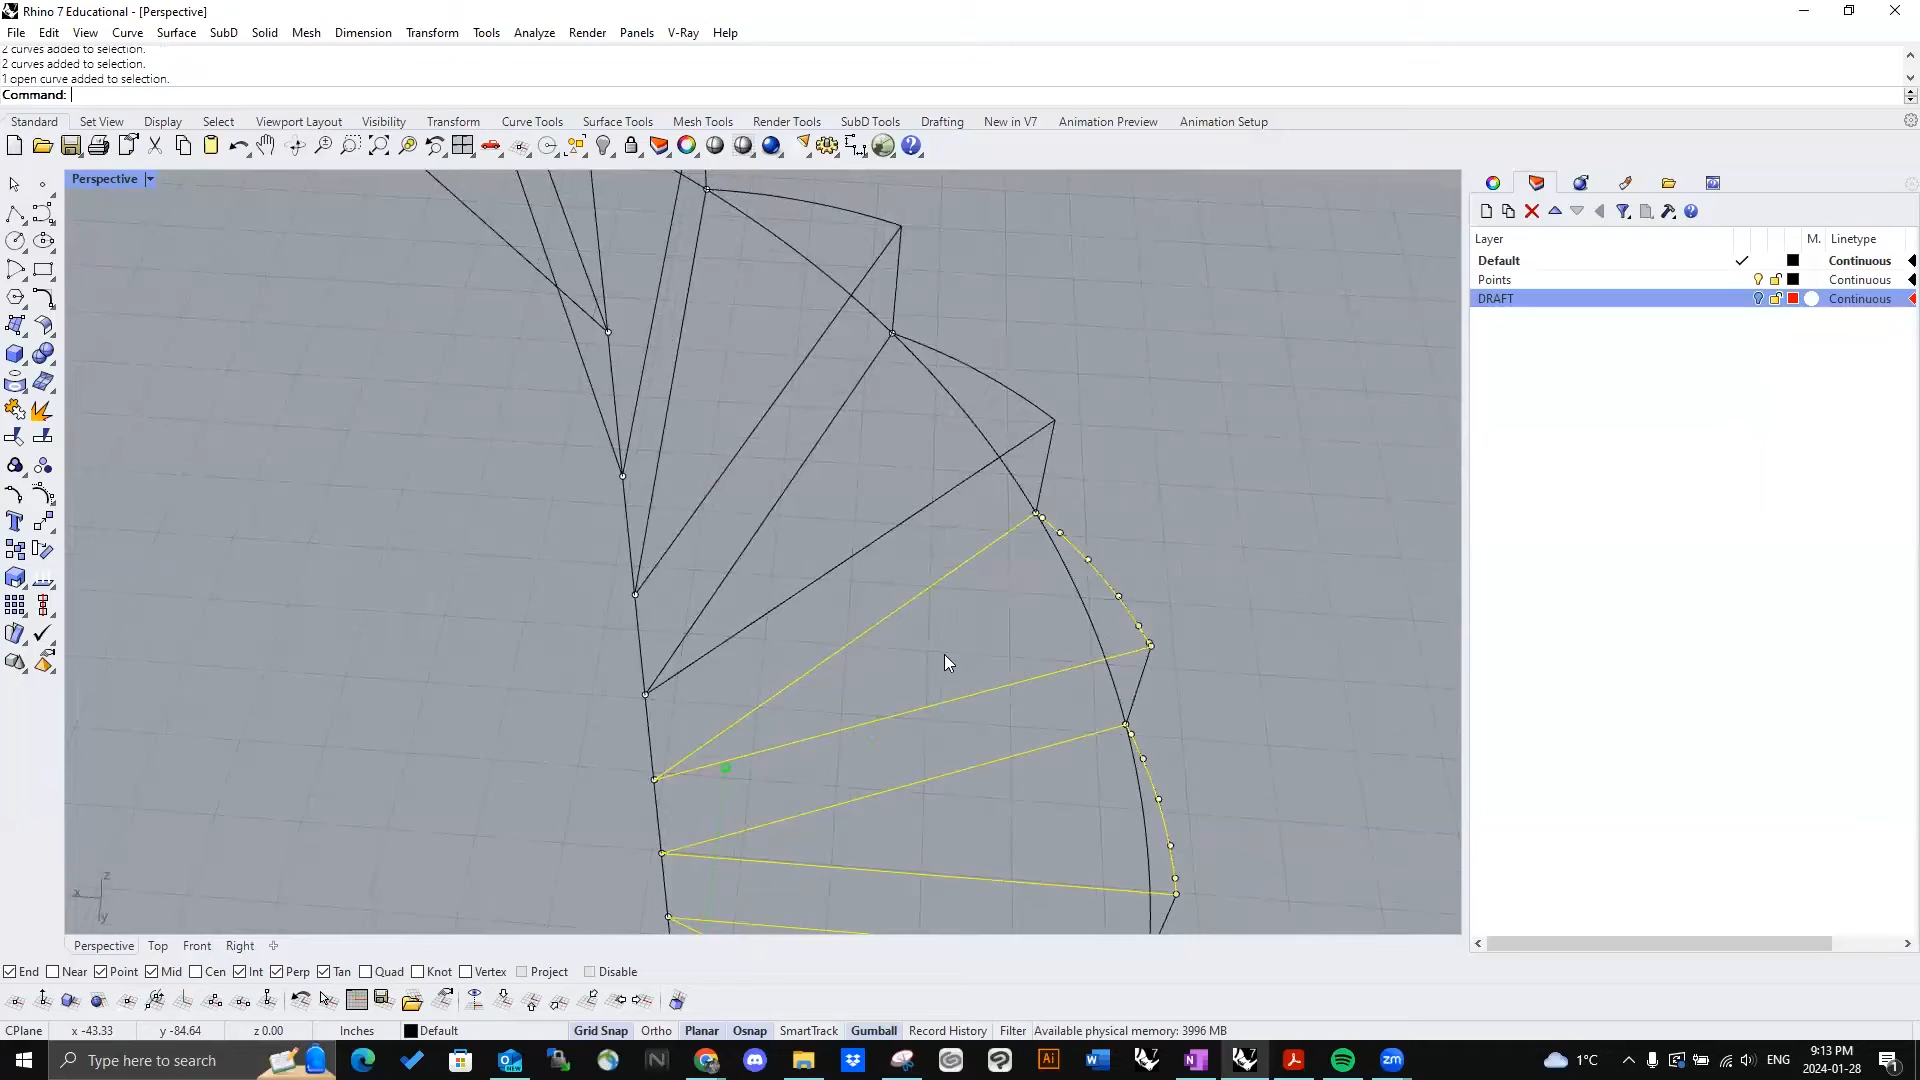 Rhino 7 Educational - [Perspective]
File Edit View Curve Surface SubD Solid Mesh Dimension Transform Tools Analyze Render Panels V-Ray Help
2 curves added to selection.
2 curves added to selection.
1 open curve added to selection.
Command:
Standard Set View Display Select Viewport Layout Visibility Transform Curve Tools Surface Tools Mesh Tools Render Tools SubD Tools Drafting New in V7 Animation Preview Animation Setup
Perspective
Layer M. Linetype
Default Continuous
Points Continuous
DRAFT Continuous
z
x
y
Perspective Top Front Right
End Near Point Mid Cen Int Perp Tan Quad Knot Vertex Project Disable
CPlane x -43.33 y -84.64 z 0.00 Inches Default Grid Snap Ortho Planar Osnap SmartTrack Gumball Record History Filter Available physical memory: 3996 MB
Type here to search 1°C ENG 9:13 PM
2024-01-28